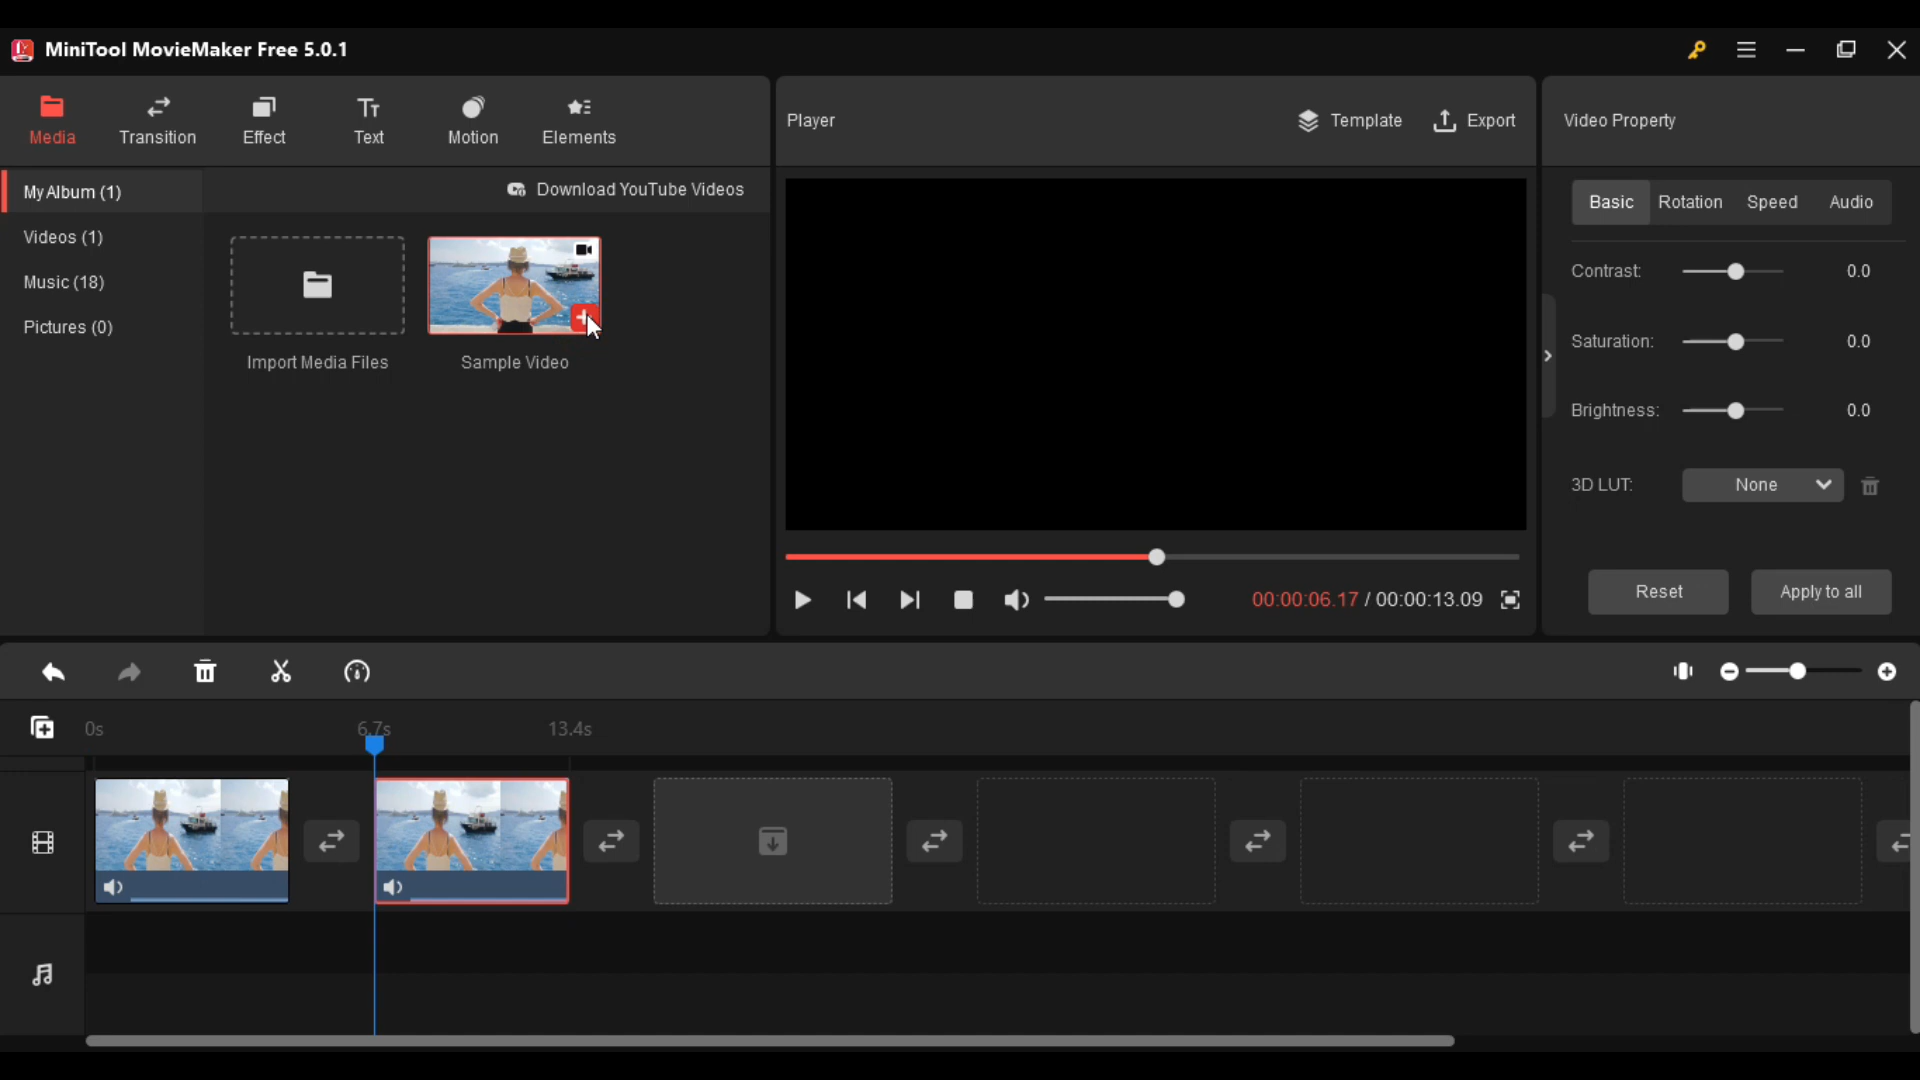 MiniTool MovieMaker Free 5.0.1
Media
Transition
Effect
Text
Motion
Elements
Player
Template
Export
Video Property
My Album (1)
Download YouTube Videos
Videos (1)
Music (18)
Pictures (0)
Import Media Files
Sample Video
Basic
Rotation
Speed
Audio
Contrast: 0.0
Saturation: 0.0
Brightness: 0.0
3D LUT: None
Reset
Apply to all
00:00:06.17 / 00:00:13.09
0s
6.7s
13.4s